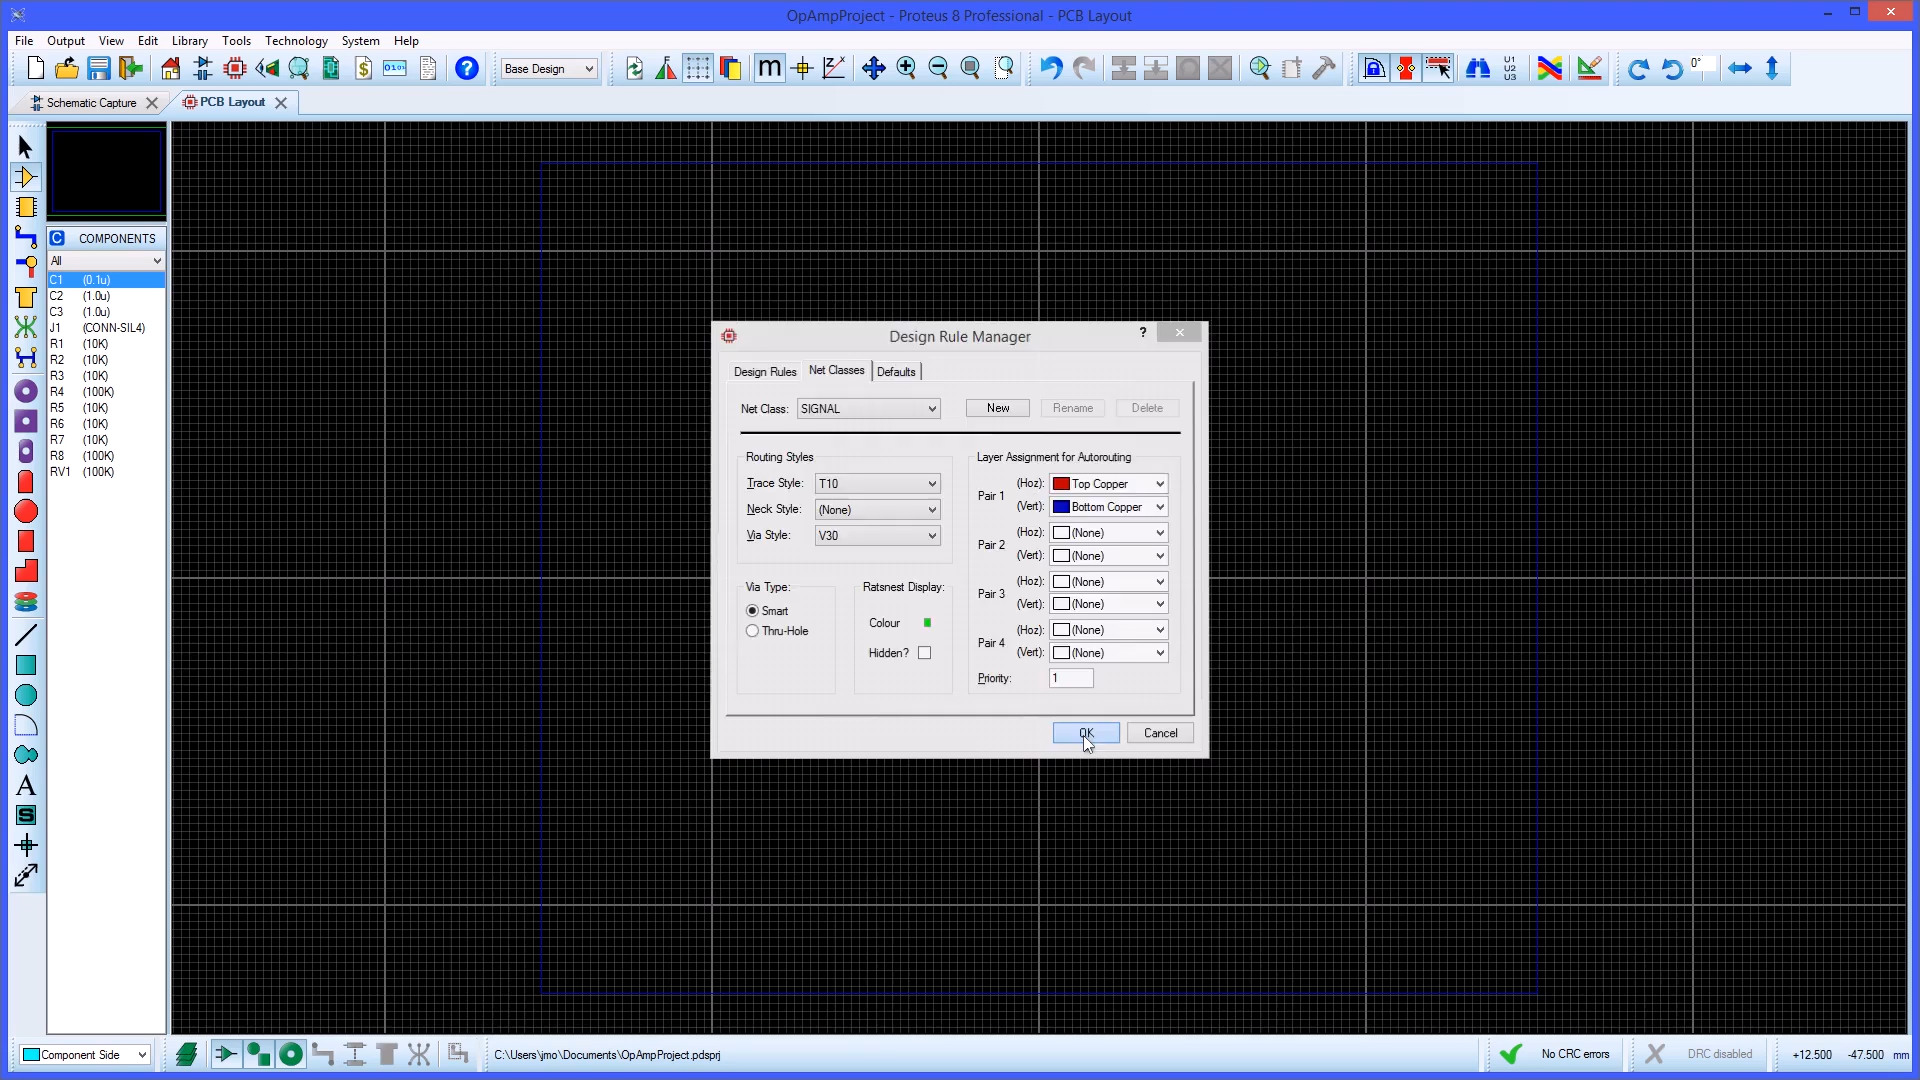 OpAmpProject - Proteus 8 Professional - PCB Layout
File Edit View Edit Library Tools Technology System Help
Base Design
m
U1
U2
U3
0°
Schematic Capture
PCB Layout
C COMPONENTS
All
C1 (0.1u)
C2 (1.0u)
C3 (1.0u)
J1 (CONN-SIL4)
R1 (10K)
R2 (10K)
R3 (10K)
R4 (100K)
R5 (10K)
R6 (10K)
R7 (10K)
R8 (100K)
RV1 (100K)
A
S
Design Rule Manager
?
Design Rules Net Classes Defaults
Net Class: SIGNAL New Rename Delete
Routing Styles
Trace Style: T10
Neck Style: (None)
Via Style: V30
Via Type:
Smart
Thru-Hole
Ratsnest Display:
Colour
Hidden?
Layer Assignment for Autorouting
Pair 1 (Hoz): Top Copper
(Vert): Bottom Copper
Pair 2 (Hoz): (None)
(Vert): (None)
Pair 3 (Hoz): (None)
(Vert): (None)
Pair 4 (Hoz): (None)
(Vert): (None)
Priority: 1
OK Cancel
Component Side
C:\Users\jmo\Documents\OpAmpProject.pdsprj
No CRC errors
DRC disabled
+12.500 -47.500 mm